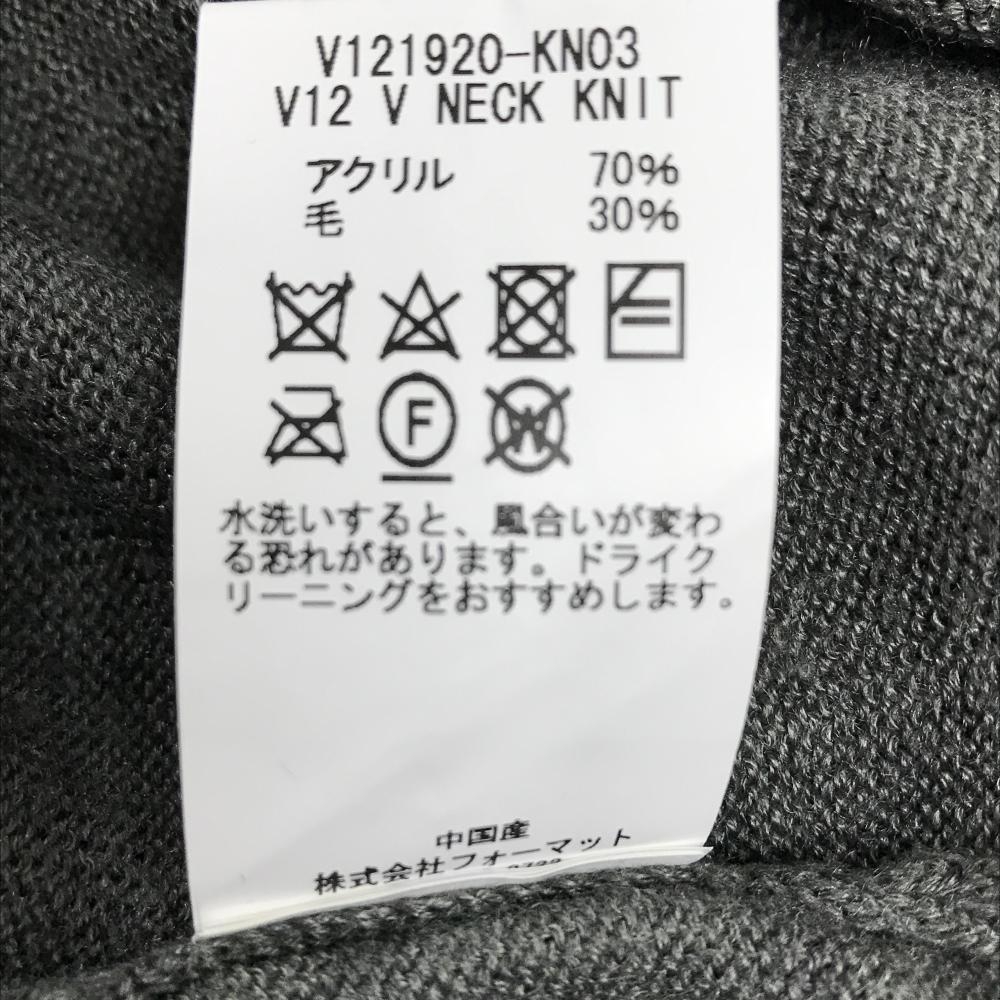 V121920-KN03
V12 V NECK KNIT
アクリル 70%
毛 30%
F W
水洗いすると、風合いが変わ
る恐れがあります。ドライク
リーニングをおすすめします。
中国産
株式会社フォーマット